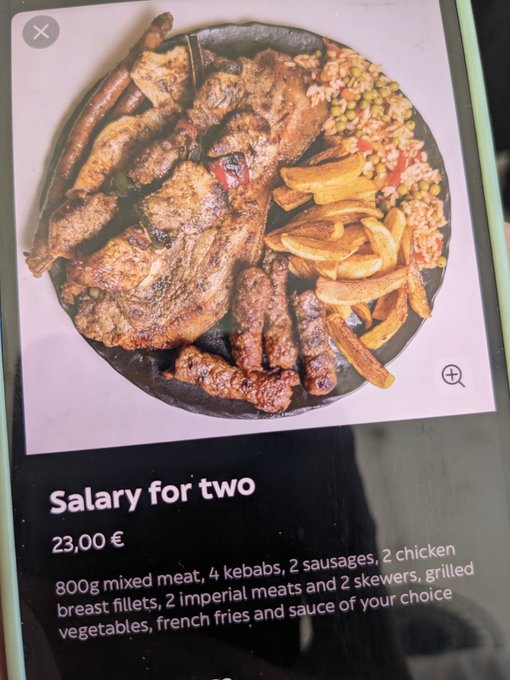 Salary for two
23,00 €
800g mixed meat, 4 kebabs, 2 sausages, 2 chicken
breast fillets, 2 imperial meats and 2 skewers, grilled
vegetables, french fries and sauce of your choice